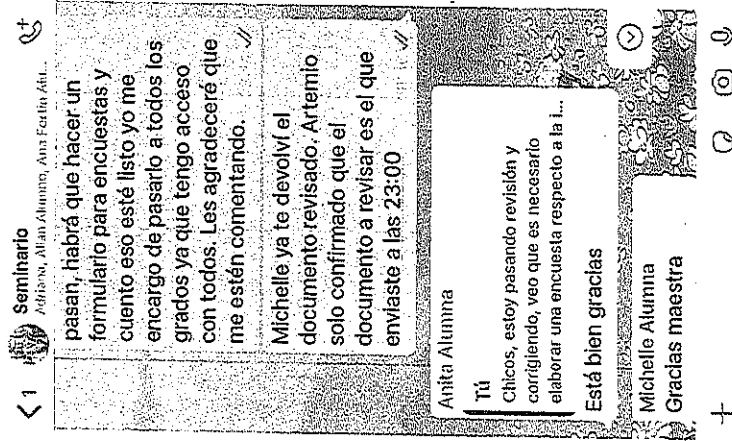 1
Seminario
Adriana, Allan Alumno, Ana Fortín Alu...
pasan, habrá que hacer un
formulario para encuestas y
cuento eso esté listo yo me
encargo de pasarlo a todos los
grados ya que tengo acceso
con todos. Les agradeceré que
me estén comentando.
Michelle ya te devolví el
documento revisado. Artemio
solo confirmado que el
documento a revisar es el que
enviaste a las 23:00
Anita Alumna
Tú
Chicos, estoy pasando revisión y
corrigiendo, veo que es necesario
elaborar una encuesta respecto a la i...
Está bien gracias
Michelle Alumna
Gracias maestra